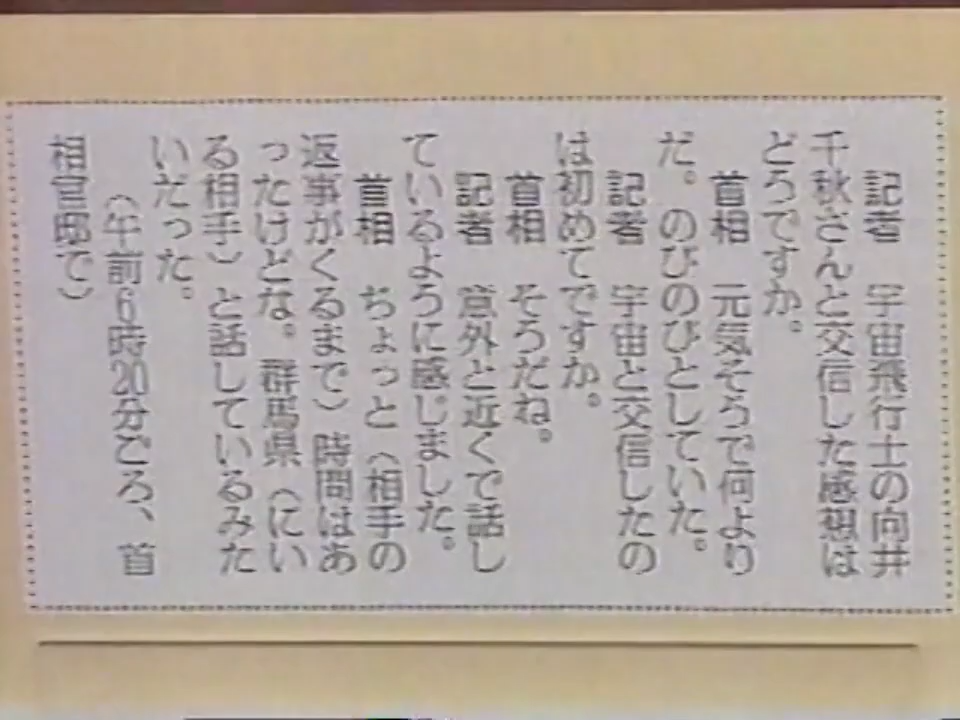 記者　宇宙飛行士の向井
千秋さんと交信した感想は
どうですか。
首相　元気そうで何より
だ。のびのびとしていた。
記者　宇宙と交信したの
は初めてですか。
首相　そうだね。
記者　意外と近くで話し
ているように感じました。
首相　ちょっと（相手の
返事がくるまで）時間はあ
ったけどな。群馬県（にい
る相手）と話しているみた
いだった。
（午前6時20分ごろ、首
相官邸で）